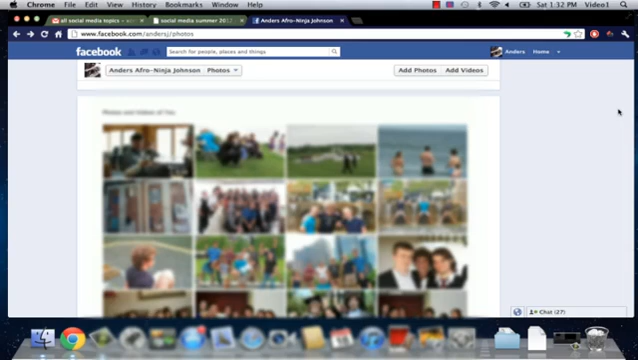 Chrome File Edit View History Bookmarks Window Help Sat 1:32 PM Video1
all social media topics - v social media summer 201 Anders Afro-Ninja Johnson
www.facebook.com/andersj/photos
facebook Search for people, places and things Anders Home
Anders Afro-Ninja Johnson Photos Add Photos Add Videos
Photos and Videos of You
Chat (27)